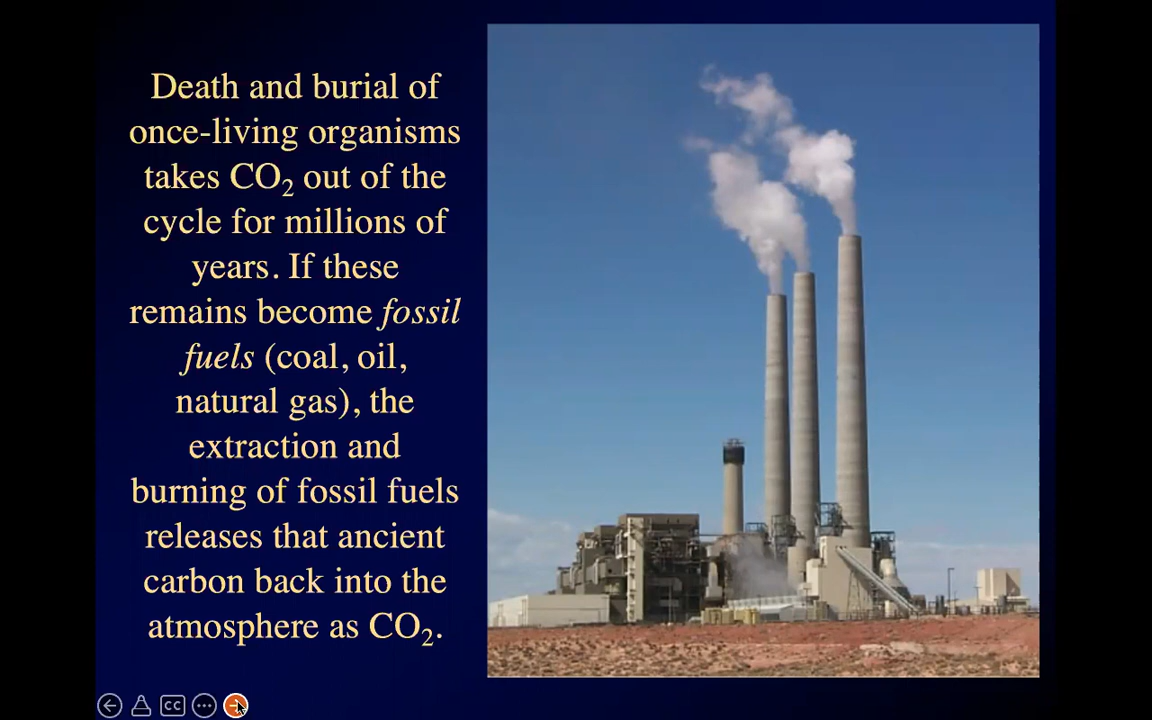 Death and burial of
once-living organisms
takes CO₂ out of the
cycle for millions of
years. If these
remains become fossil
fuels (coal, oil,
natural gas), the
extraction and
burning of fossil fuels
releases that ancient
carbon back into the
atmosphere as CO₂.
CC